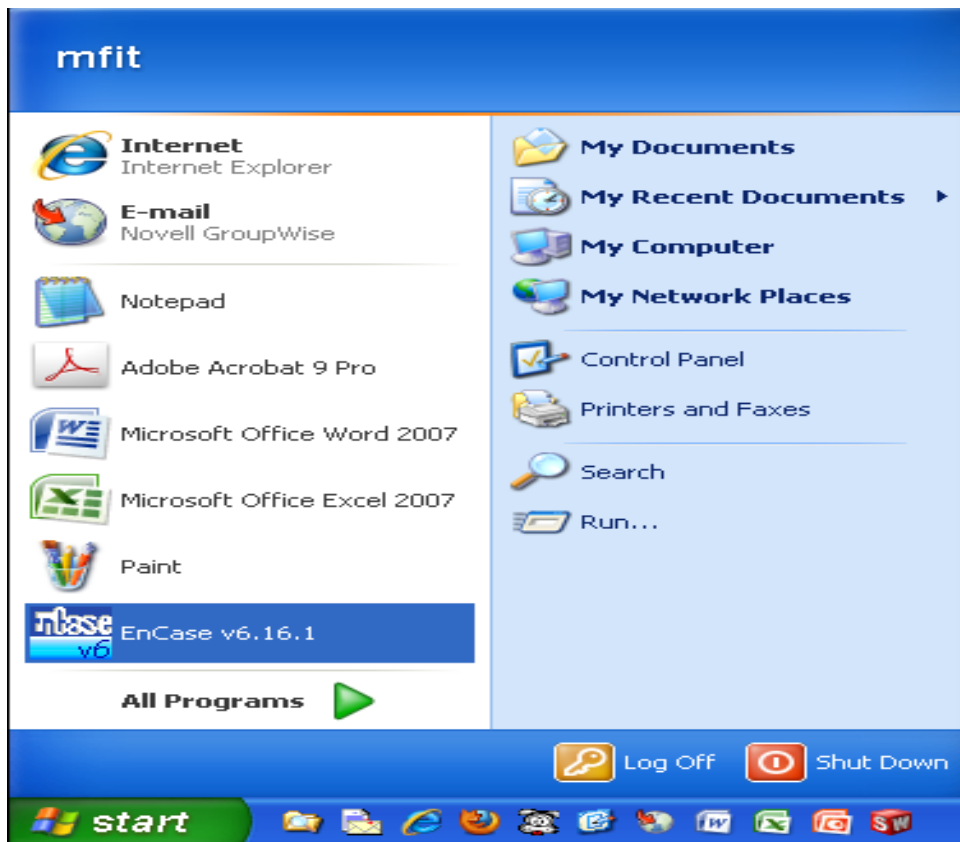 mfit
Internet
Internet Explorer
E-mail
Novell GroupWise
Notepad
Adobe Acrobat 9 Pro
Microsoft Office Word 2007
Microsoft Office Excel 2007
Paint
EnCase v6.16.1
v6
All Programs
My Documents
My Recent Documents
My Computer
My Network Places
Control Panel
Printers and Faxes
Search
Run...
Log Off
Shut Down
start